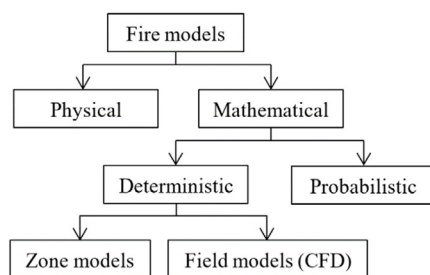 Fire models
Physical
Mathematical
Deterministic
Probabilistic
Zone models
Field models (CFD)